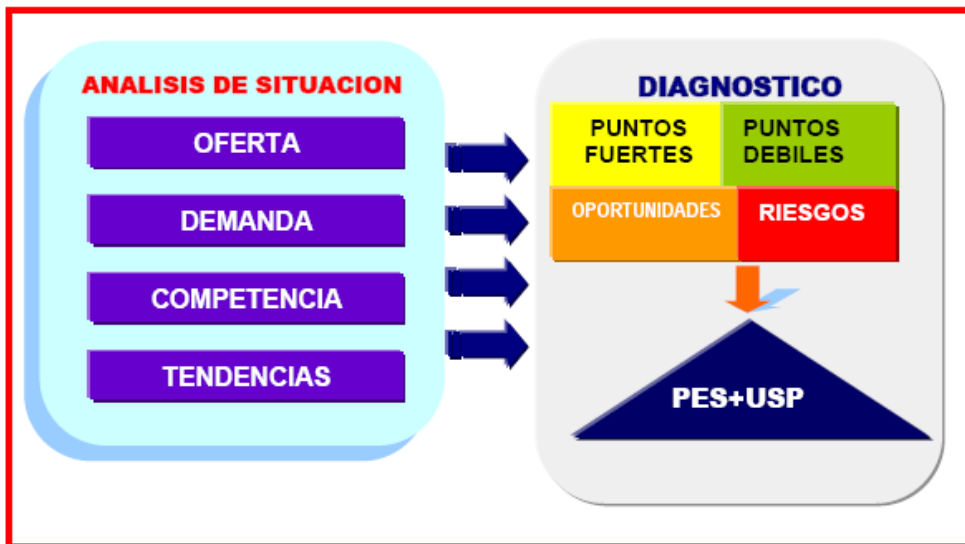 ANALISIS DE SITUACION
OFERTA
DEMANDA
COMPETENCIA
TENDENCIAS
DIAGNOSTICO
PUNTOS
FUERTES
PUNTOS
DEBILES
OPORTUNIDADES
RIESGOS
PES+USP